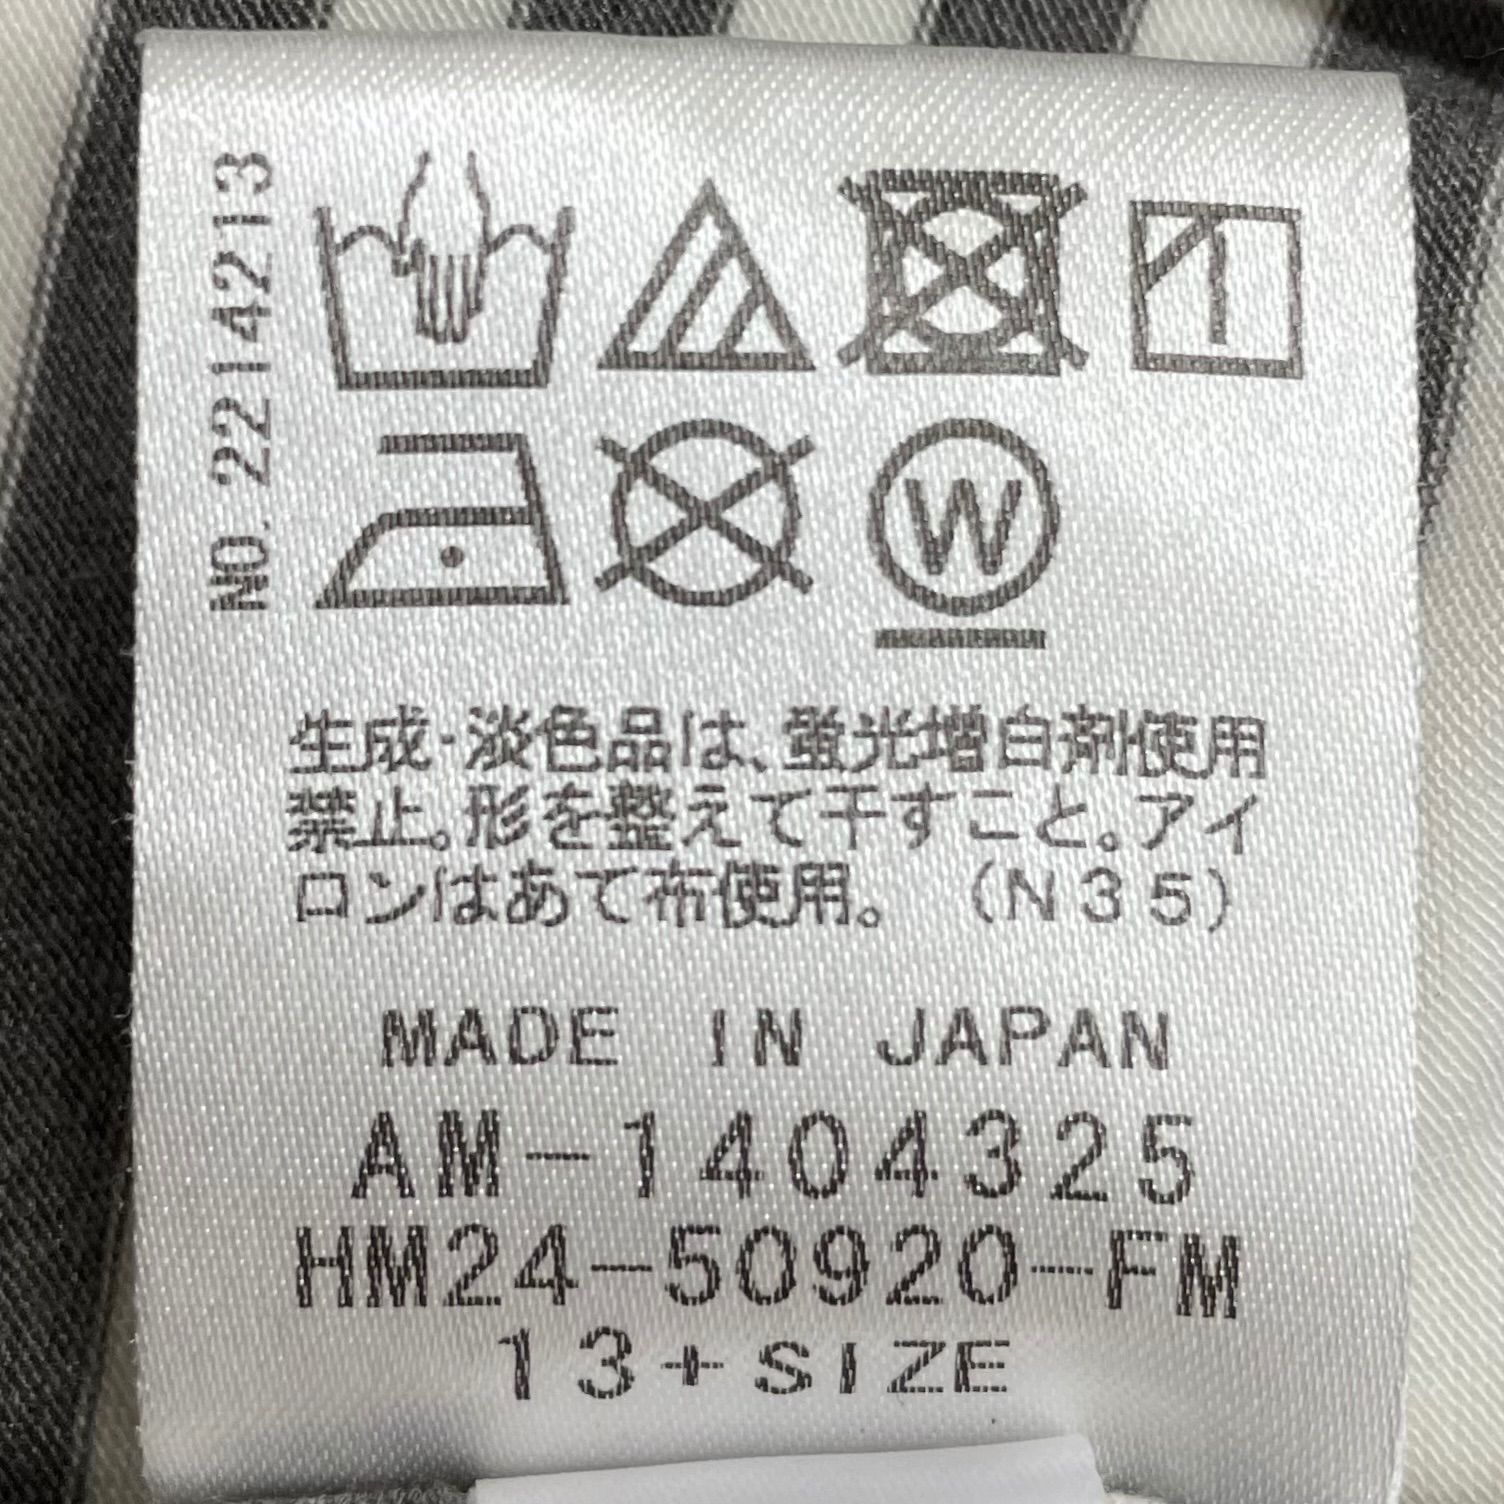 NO. 22142213
W
生成・淡色品は、蛍光増白剤使用
禁止。形を整えて干すこと。アイ
ロンはあて布使用。（N35）
MADE IN JAPAN
AM-1404325
HM24-50920-FM
13+SIZE